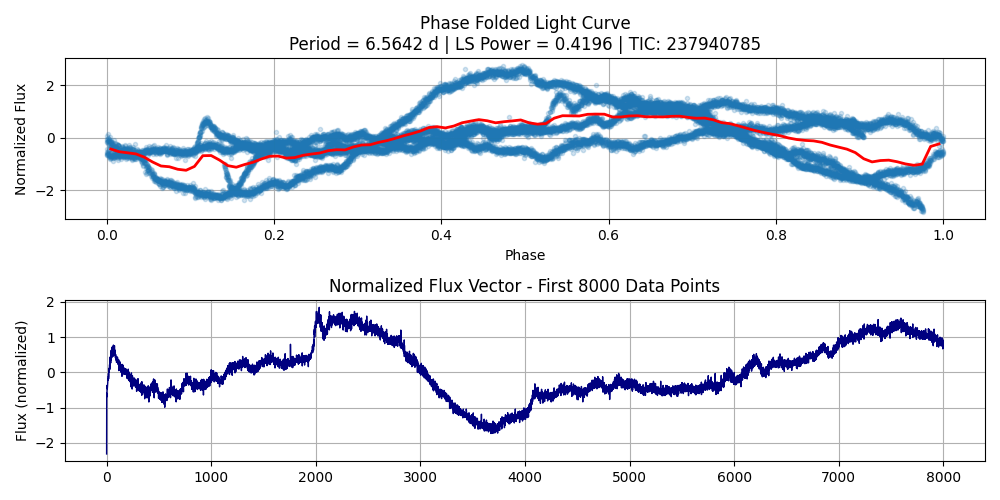 Phase Folded Light Curve
Period = 6.5642 d | LS Power = 0.4196 | TIC: 237940785
Normalized Flux
2
0
−2
0.0 0.2 0.4 0.6 0.8 1.0
Phase
Normalized Flux Vector - First 8000 Data Points
Flux (normalized)
2
1
0
−1
−2
0 1000 2000 3000 4000 5000 6000 7000 8000